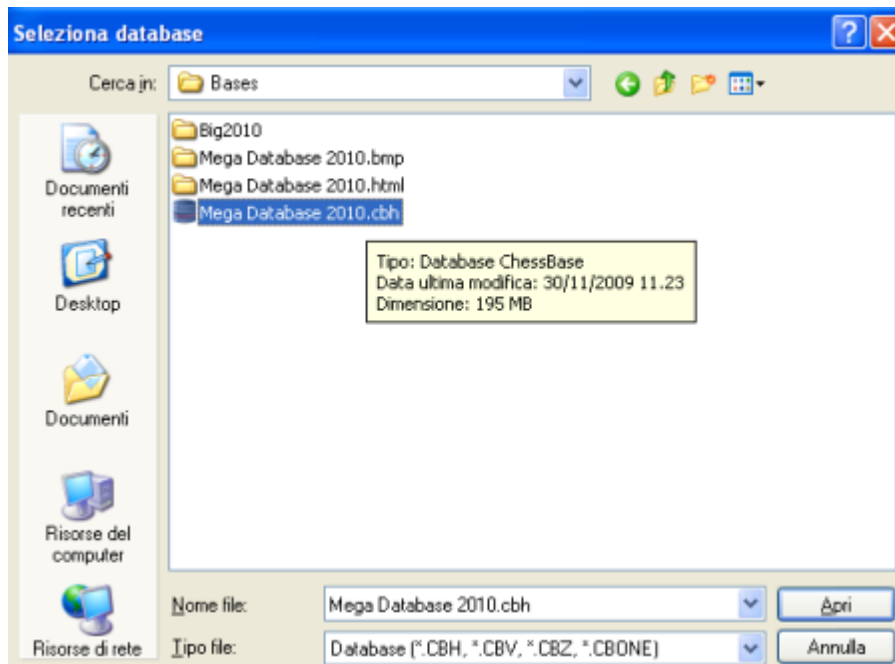 Seleziona database
Cerca in:
Bases
Big2010
Mega Database 2010.bmp
Mega Database 2010.html
Mega Database 2010.cbh
Tipo: Database ChessBase
Data ultima modifica: 30/11/2009 11.23
Dimensione: 195 MB
Documenti
recenti
Desktop
Documenti
Risorse del
computer
Risorse di rete
Nome file:
Mega Database 2010.cbh
Apri
Tipo file:
Database (*.CBH, *.CBV, *.CBZ, *.CBONE)
Annulla